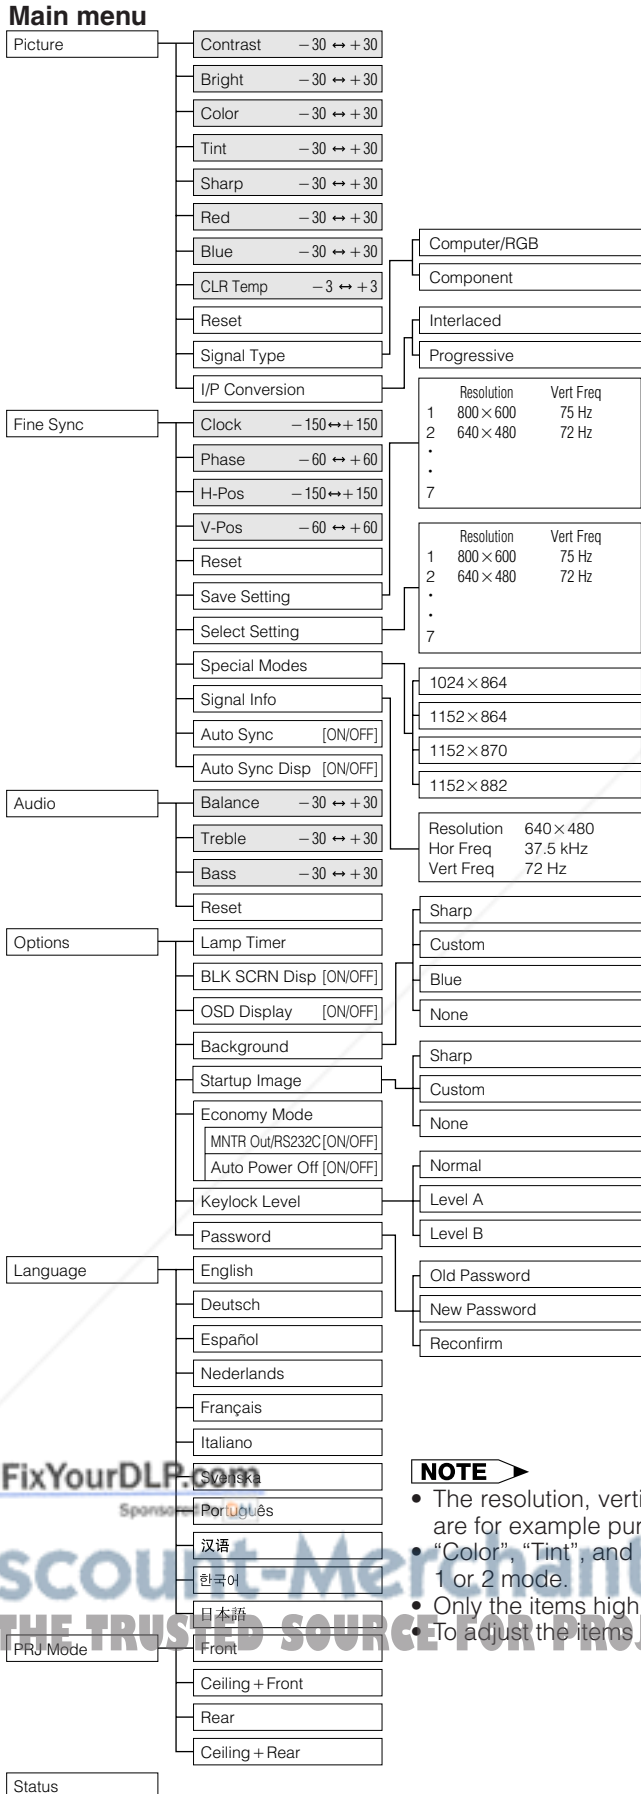 Main menu
Picture
Contrast −30 ↔ +30
Bright −30 ↔ +30
Color −30 ↔ +30
Tint −30 ↔ +30
Sharp −30 ↔ +30
Red −30 ↔ +30
Blue −30 ↔ +30
CLR Temp −3 ↔ +3
Reset
Signal Type
I/P Conversion
Computer/RGB
Component
Interlaced
Progressive
Fine Sync
Clock −150↔+150
Phase −60 ↔ +60
H-Pos −150↔+150
V-Pos −60 ↔ +60
Reset
Save Setting
Select Setting
Special Modes
Signal Info
Auto Sync [ON/OFF]
Auto Sync Disp [ON/OFF]
Resolution Vert Freq
1 800×600 75 Hz
2 640×480 72 Hz
•
•
7
Resolution Vert Freq
1 800×600 75 Hz
2 640×480 72 Hz
•
•
7
1024×864
1152×864
1152×870
1152×882
Resolution 640×480
Hor Freq 37.5 kHz
Vert Freq 72 Hz
Audio
Balance −30 ↔ +30
Treble −30 ↔ +30
Bass −30 ↔ +30
Reset
Options
Lamp Timer
BLK SCRN Disp [ON/OFF]
OSD Display [ON/OFF]
Background
Startup Image
Economy Mode
MNTR Out/RS232C [ON/OFF]
Auto Power Off [ON/OFF]
Keylock Level
Password
Sharp
Custom
Blue
None
Sharp
Custom
None
Normal
Level A
Level B
Old Password
New Password
Reconfirm
Language
English
Deutsch
Español
Nederlands
Français
Italiano
Svenska
Português
汉语
한국어
日本語
PRJ Mode
Front
Ceiling+Front
Rear
Ceiling+Rear
Status
NOTE
• The resolution, verti
are for example pur
• “Color”, “Tint”, and
1 or 2 mode.
• Only the items high
• To adjust the items
FixYourDLP.com
Sponsored By
scount-Merchant
THE TRUSTED SOURCE FOR PROJ